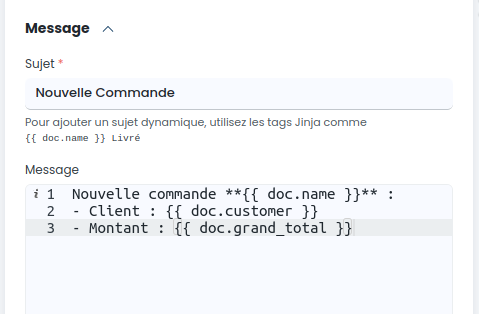 Message
Sujet *
Nouvelle Commande
Pour ajouter un sujet dynamique, utilisez les tags Jinja comme
{{ doc.name }} Livré
Message
i 1 Nouvelle commande **{{ doc.name }}** :
2 - Client : {{ doc.customer }}
3 - Montant : {{ doc.grand_total }}